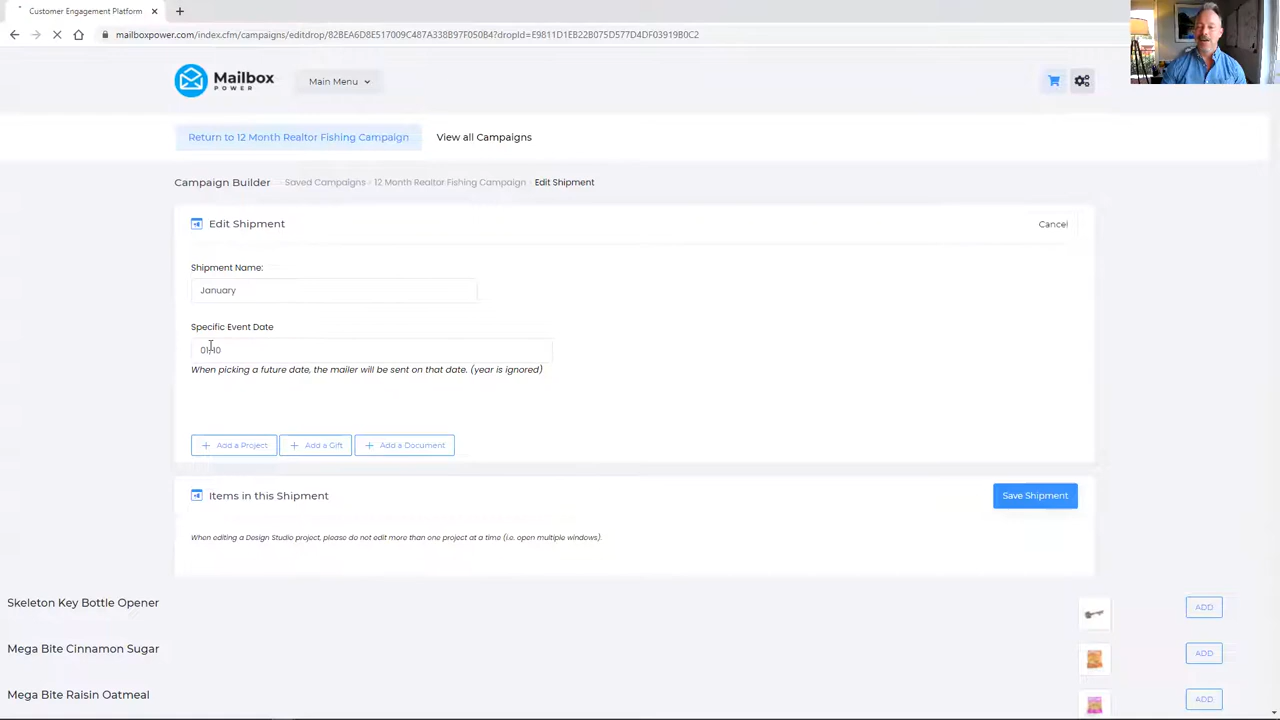 Customer Engagement Platform
mailboxpower.com/index.cfm/campaigns/editdrop/82BEA6D8E517009C487A338B97F050B4?dropId=E9811D1EB22B075D577D4DF03919B0C2
Mailbox
POWER
Main Menu
Return to 12 Month Realtor Fishing Campaign
View all Campaigns
Campaign Builder
Saved Campaigns
12 Month Realtor Fishing Campaign
Edit Shipment
Edit Shipment
Cancel
Shipment Name:
January
Specific Event Date
01/10
When picking a future date, the mailer will be sent on that date. (year is ignored)
+ Add a Project
+ Add a Gift
+ Add a Document
Items in this Shipment
Save Shipment
When editing a Design Studio project, please do not edit more than one project at a time (i.e. open multiple windows).
Skeleton Key Bottle Opener
ADD
Mega Bite Cinnamon Sugar
ADD
Mega Bite Raisin Oatmeal
ADD